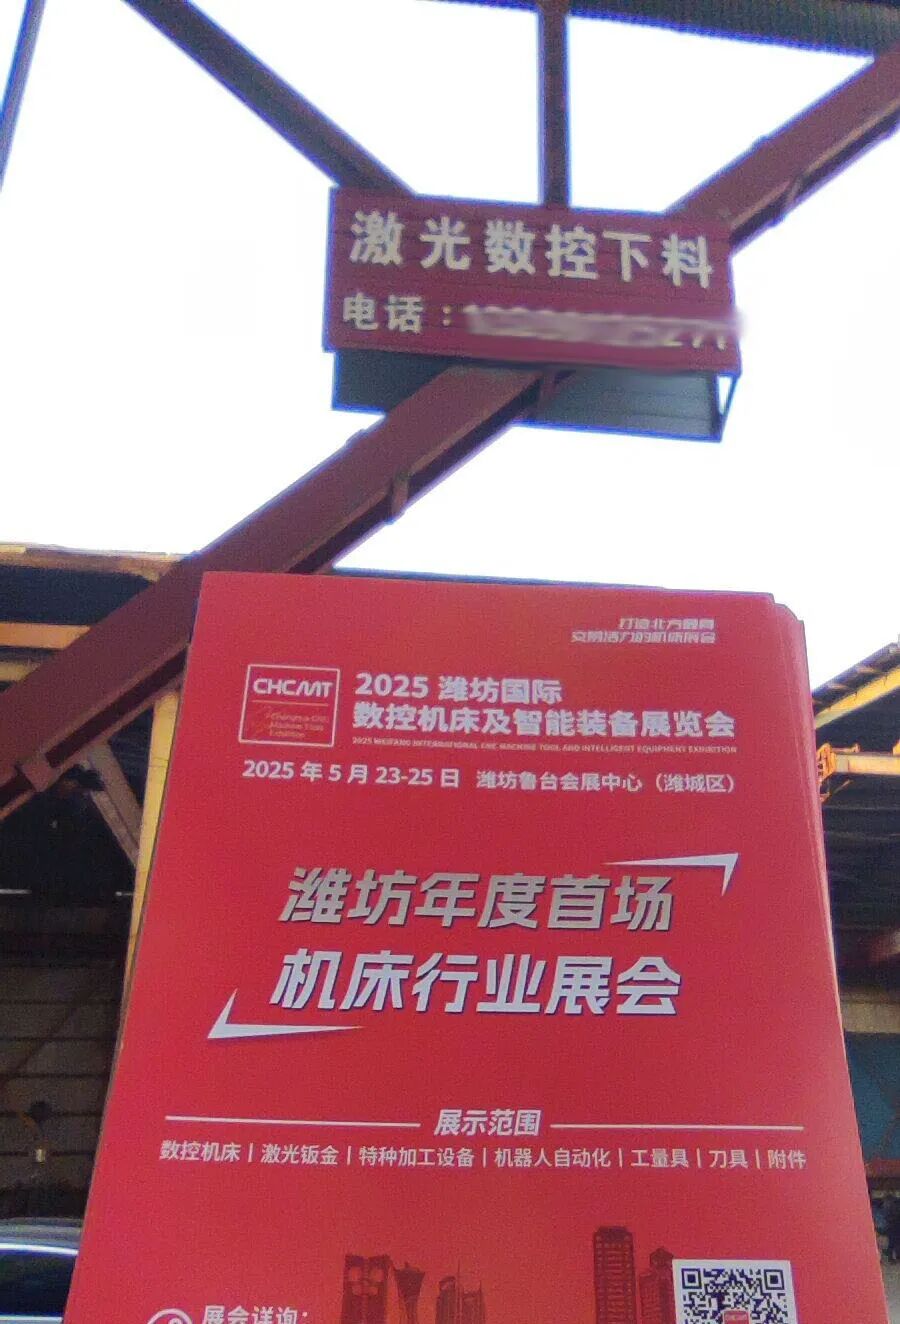 激光数控下料
电话：
打造北方最具
交易活力的机床展会
CHCMT
2025 潍坊国际
数控机床及智能装备展览会
2025 WEIFANG INTERNATIONAL CNC MACHINE TOOL AND INTELLIGENT EQUIPMENT EXHIBITION
2025 年 5 月 23-25 日 潍坊鲁台会展中心（潍城区）
潍坊年度首场
机床行业展会
展示范围
数控机床 | 激光钣金 | 特种加工设备 | 机器人自动化 | 工量具 | 刀具 | 附件
展会详询：